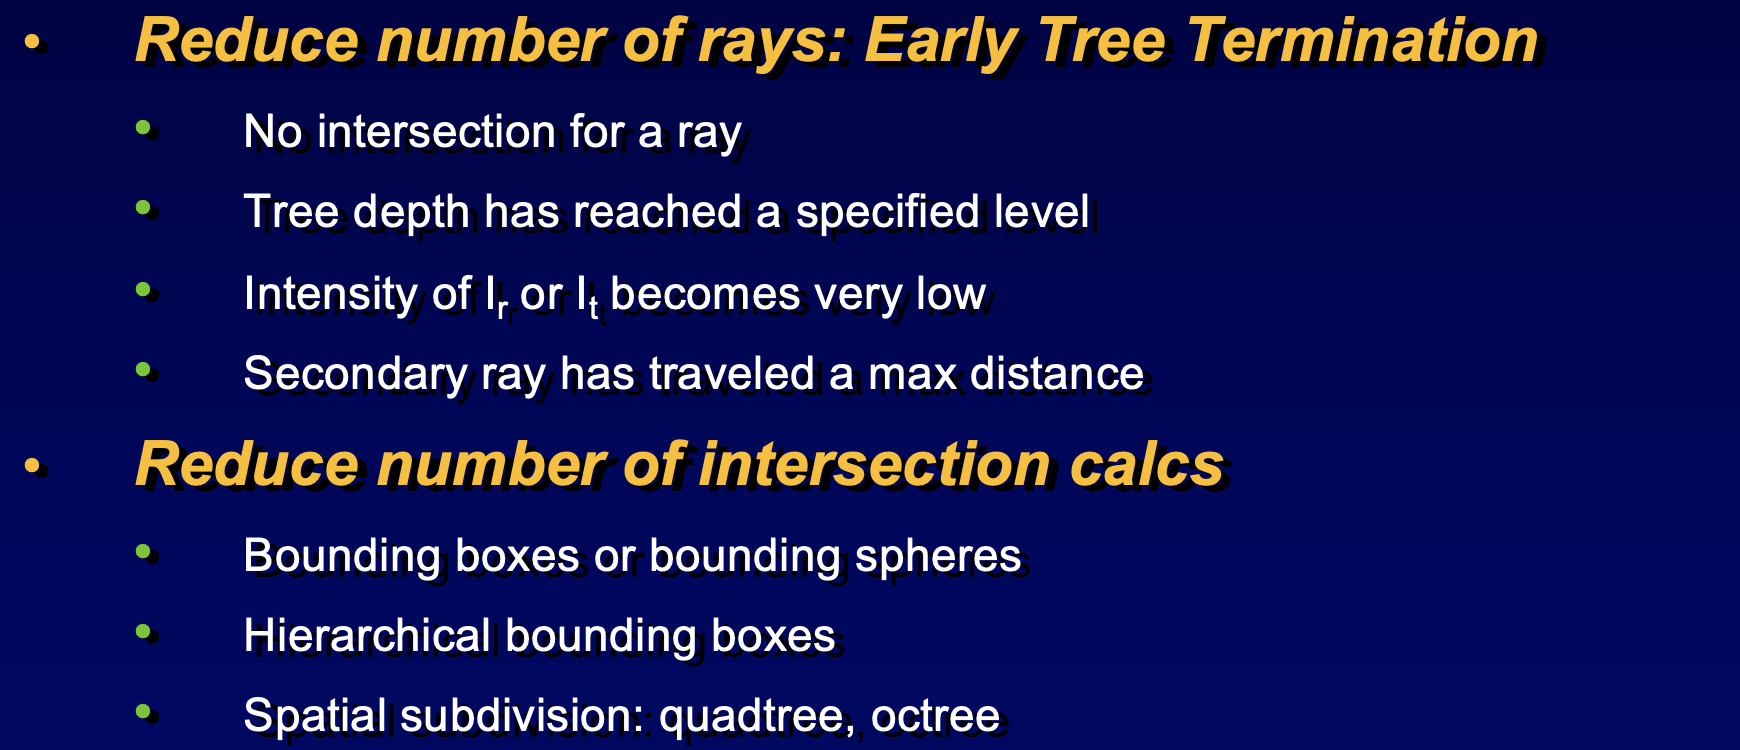 • Reduce number of rays: Early Tree Termination
• No intersection for a ray
• Tree depth has reached a specified level
• Intensity of Ir or It becomes very low
• Secondary ray has traveled a max distance
• Reduce number of intersection calcs
• Bounding boxes or bounding spheres
• Hierarchical bounding boxes
• Spatial subdivision: quadtree, octree